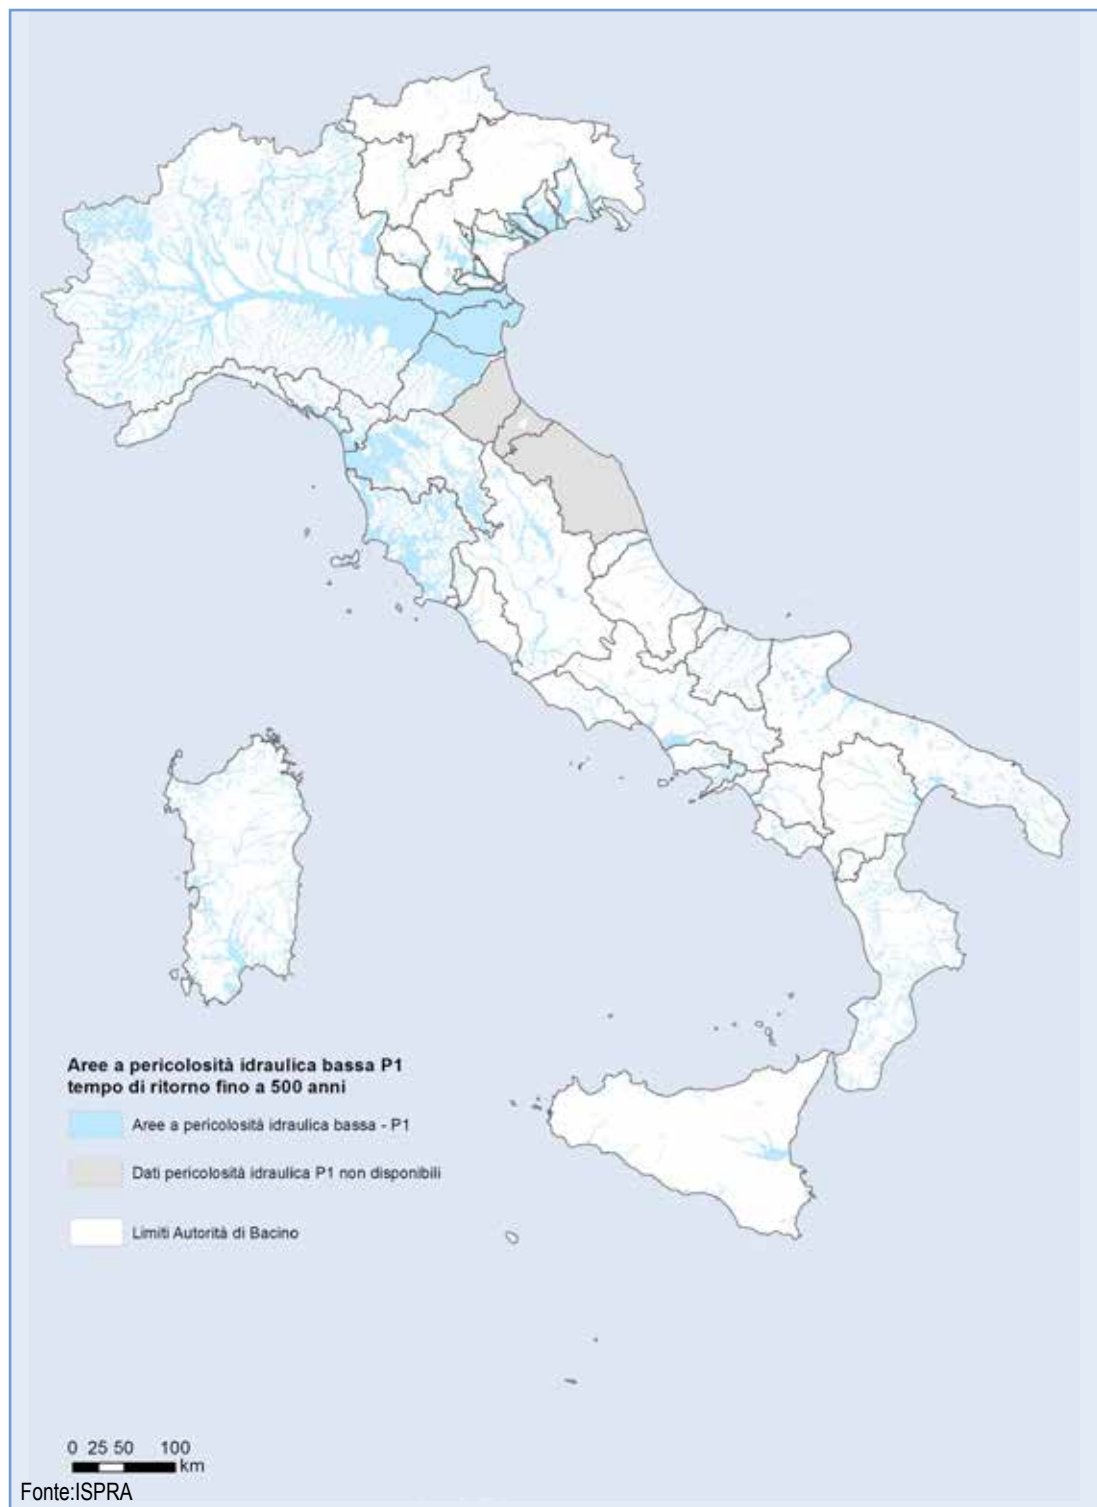 Aree a pericolosità idraulica bassa P1
tempo di ritorno fino a 500 anni
Aree a pericolosità idraulica bassa - P1
Dati pericolosità idraulica P1 non disponibili
Limiti Autorità di Bacino
0 25 50 100
km
Fonte:ISPRA